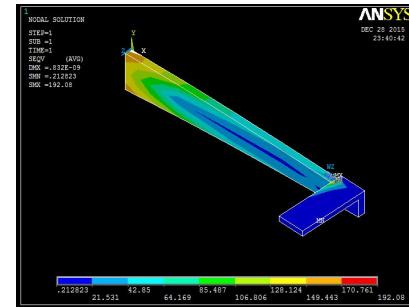 1
NODAL SOLUTION
ANSYS
STEP=1
SUB =1
TIME=1
SEQV (AVG)
DMX =.832E-09
SMN =.212823
SMX =192.08
DEC 28 2015
23:40:42
Y
Z X
WZ
MX
MN
.212823 42.85 85.487 128.124 170.761
21.531 64.169 106.806 149.443 192.08